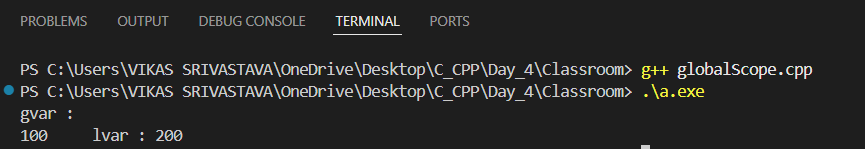 PROBLEMS OUTPUT DEBUG CONSOLE TERMINAL PORTS
PS C:\Users\VIKAS SRIVASTAVA\OneDrive\Desktop\C_CPP\Day_4\Classroom> g++ globalScope.cpp
PS C:\Users\VIKAS SRIVASTAVA\OneDrive\Desktop\C_CPP\Day_4\Classroom> .\a.exe
gvar :
100 lvar : 200